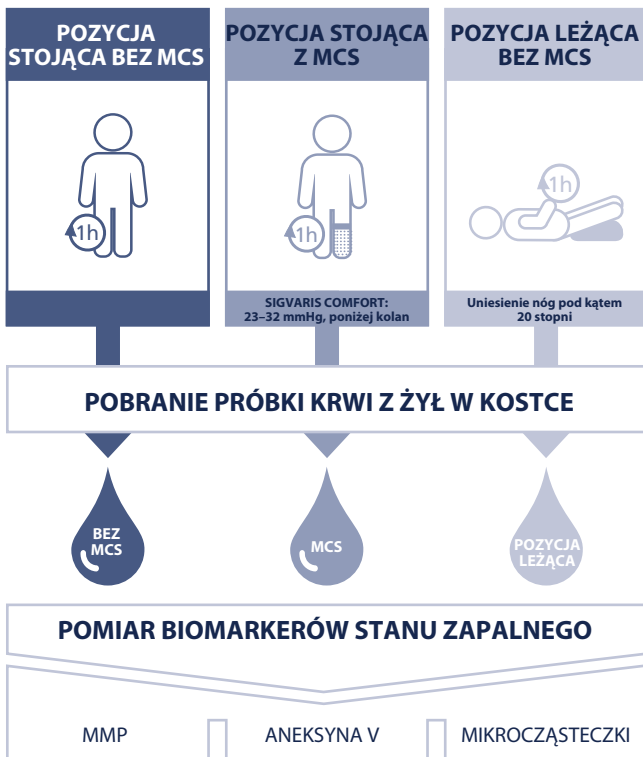 POZYCJA
STOJĄCA BEZ MCS
POZYCJA STOJĄCA
Z MCS
POZYCJA LEŻĄCA
BEZ MCS
1h
1h
1h
SIGVARIS COMFORT:
23–32 mmHg, poniżej kolan
Uniesienie nóg pod kątem
20 stopni
POBRANIE PRÓBKI KRWI Z ŻYŁ W KOSTCE
BEZ
MCS
MCS
POZYCJA
LEŻĄCA
POMIAR BIOMARKERÓW STANU ZAPALNEGO
MMP
ANEKSYNA V
MIKROCZĄSTECZKI